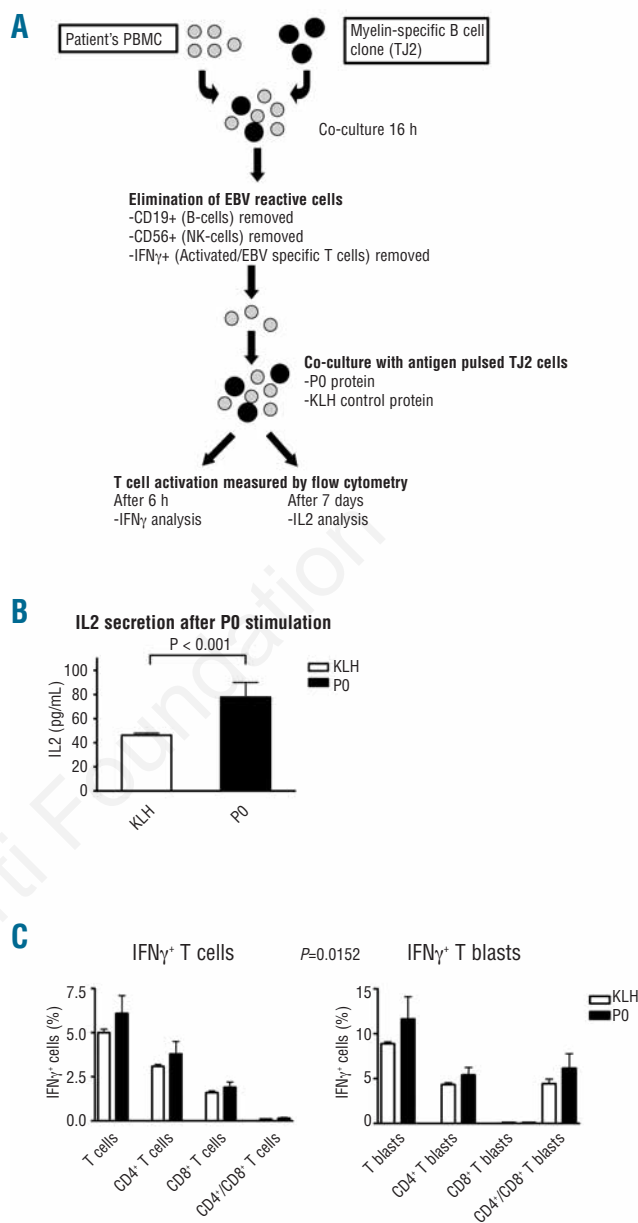 A
Patient's PBMC
Myelin-specific B cell
clone (TJ2)
Co-culture 16 h
Elimination of EBV reactive cells
-CD19+ (B-cells) removed
-CD56+ (NK-cells) removed
-IFNγ+ (Activated/EBV specific T cells) removed
Co-culture with antigen pulsed TJ2 cells
-P0 protein
-KLH control protein
T cell activation measured by flow cytometry
After 6 h
-IFNγ analysis
After 7 days
-IL2 analysis
B
IL2 secretion after P0 stimulation
P < 0.001
KLH
P0
IL2 (pg/mL)
100
80
60
40
20
0
KLH
P0
C
IFNγ+ T cells
P=0.0152
IFNγ+ T blasts
IFNγ+ cells (%)
7.5
5.0
2.5
0.0
T cells
CD4+ T cells
CD8+ T cells
CD4+/CD8+ T cells
IFNγ+ cells (%)
15
10
5
0
T blasts
CD4+ T blasts
CD8+ T blasts
CD4+/CD8+ T blasts
KLH
P0
rti Foundation